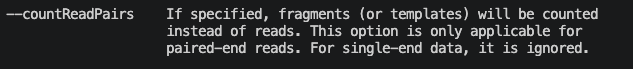 --countReadPairs    If specified, fragments (or templates) will be counted
instead of reads. This option is only applicable for
paired-end reads. For single-end data, it is ignored.